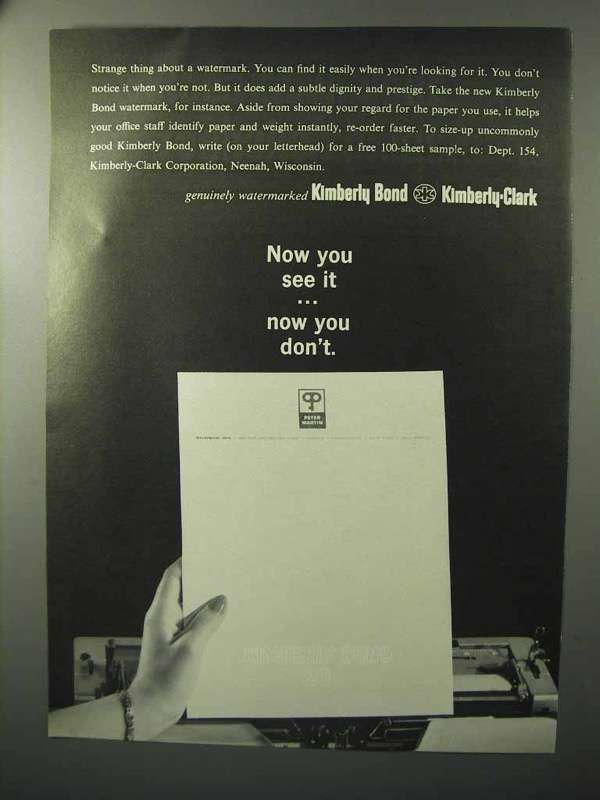 Strange thing about a watermark. You can find it easily when you're looking for it. You don't
notice it when you're not. But it does add a subtle dignity and prestige. Take the new Kimberly
Bond watermark, for instance. Aside from showing your regard for the paper you use, it helps
your office staff identify paper and weight instantly, re-order faster. To size-up uncommonly
good Kimberly Bond, write (on your letterhead) for a free 100-sheet sample, to: Dept. 154,
Kimberly-Clark Corporation, Neenah, Wisconsin.
genuinely watermarked Kimberly Bond Kimberly-Clark
Now you
see it
...
now you
don't.
PETER
MARTIN
KIMBERLY BOND
20